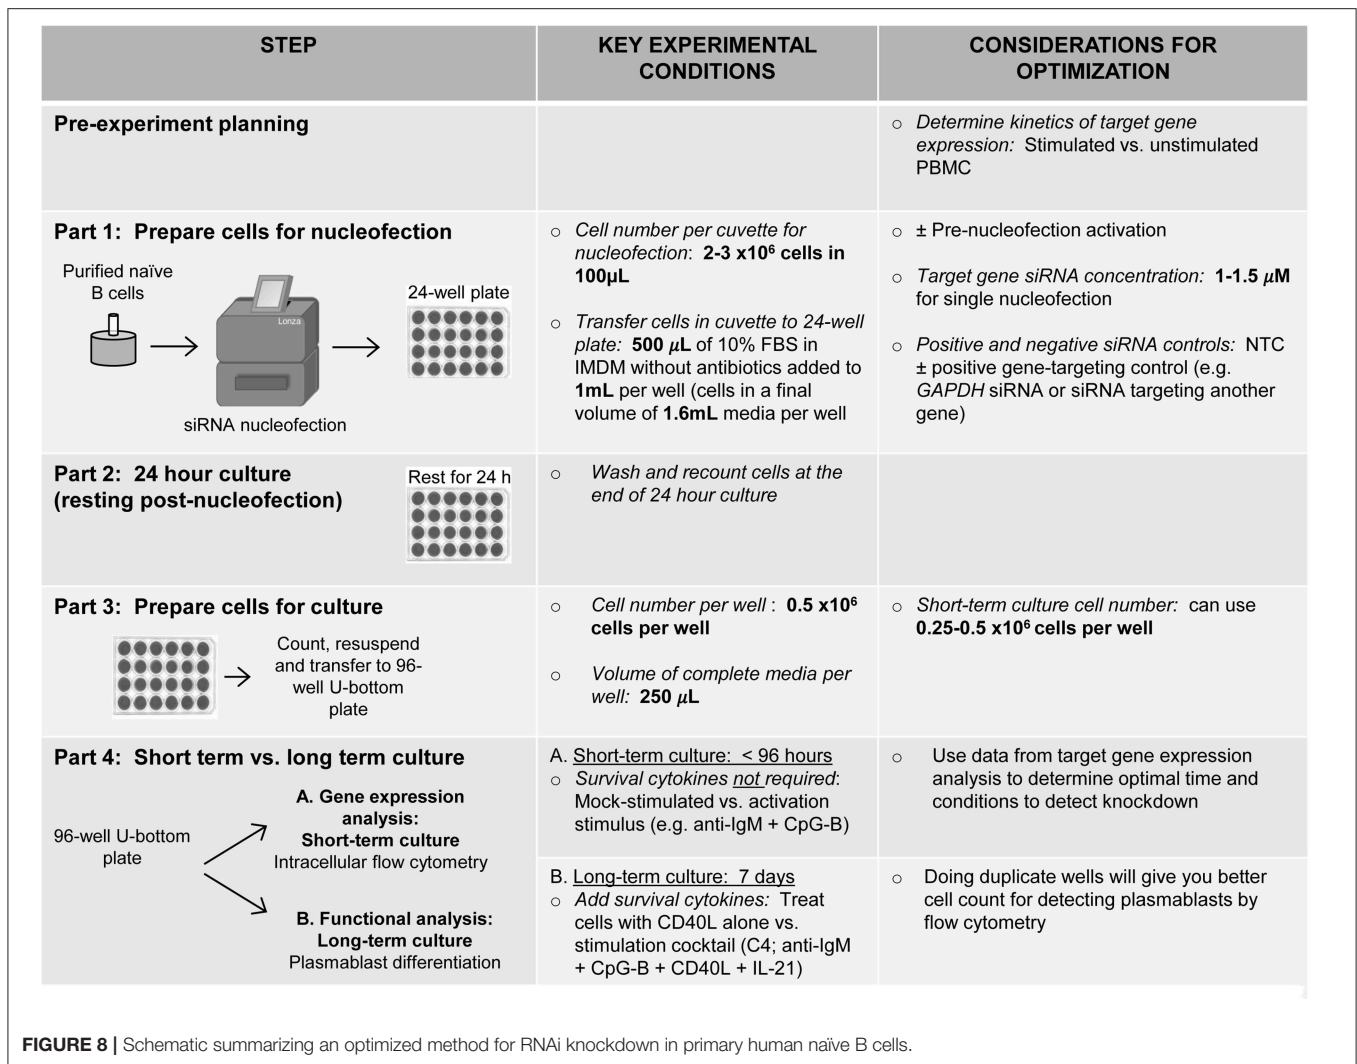 STEP
KEY EXPERIMENTAL
CONDITIONS
CONSIDERATIONS FOR
OPTIMIZATION
Pre-experiment planning
○ Determine kinetics of target gene
expression: Stimulated vs. unstimulated
PBMC
Part 1: Prepare cells for nucleofection
Purified naïve
B cells
Lonza
24-well plate
siRNA nucleofection
○ Cell number per cuvette for
nucleofection: 2-3 x10⁶ cells in
100µL
○ Transfer cells in cuvette to 24-well
plate: 500 µL of 10% FBS in
IMDM without antibiotics added to
1mL per well (cells in a final
volume of 1.6mL media per well
○ ± Pre-nucleofection activation
○ Target gene siRNA concentration: 1-1.5 µM
for single nucleofection
○ Positive and negative siRNA controls: NTC
± positive gene-targeting control (e.g.
GAPDH siRNA or siRNA targeting another
gene)
Part 2: 24 hour culture
(resting post-nucleofection)
Rest for 24 h
○ Wash and recount cells at the
end of 24 hour culture
Part 3: Prepare cells for culture
Count, resuspend
and transfer to 96-
well U-bottom
plate
○ Cell number per well : 0.5 x10⁶
cells per well
○ Volume of complete media per
well: 250 µL
○ Short-term culture cell number: can use
0.25-0.5 x10⁶ cells per well
Part 4: Short term vs. long term culture
96-well U-bottom
plate
A. Gene expression
analysis:
Short-term culture
Intracellular flow cytometry
B. Functional analysis:
Long-term culture
Plasmablast differentiation
A. Short-term culture: < 96 hours
○ Survival cytokines not required:
Mock-stimulated vs. activation
stimulus (e.g. anti-IgM + CpG-B)
○ Use data from target gene expression
analysis to determine optimal time and
conditions to detect knockdown
B. Long-term culture: 7 days
○ Add survival cytokines: Treat
cells with CD40L alone vs.
stimulation cocktail (C4; anti-IgM
+ CpG-B + CD40L + IL-21)
○ Doing duplicate wells will give you better
cell count for detecting plasmablasts by
flow cytometry
FIGURE 8 | Schematic summarizing an optimized method for RNAi knockdown in primary human naïve B cells.